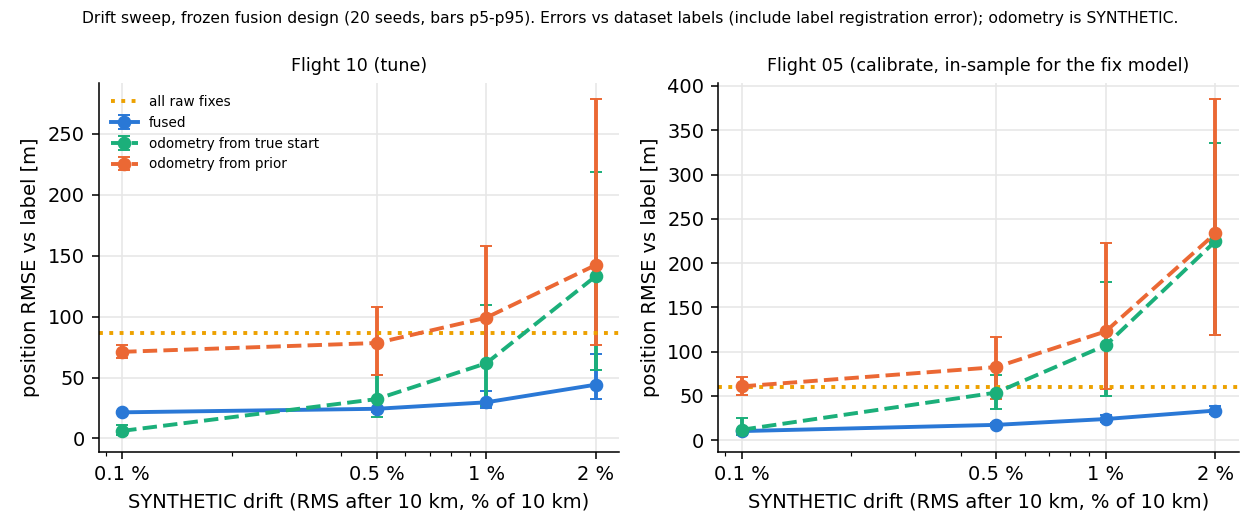 Drift sweep, frozen fusion design (20 seeds, bars p5-p95). Errors vs dataset labels (include label registration error); odometry is SYNTHETIC.
Flight 10 (tune)
all raw fixes
fused
odometry from true start
odometry from prior
position RMSE vs label [m]
250
200
150
100
50
0
0.1 %
0.5 %
1 %
2 %
SYNTHETIC drift (RMS after 10 km, % of 10 km)
Flight 05 (calibrate, in-sample for the fix model)
position RMSE vs label [m]
400
350
300
250
200
150
100
50
0
0.1 %
0.5 %
1 %
2 %
SYNTHETIC drift (RMS after 10 km, % of 10 km)